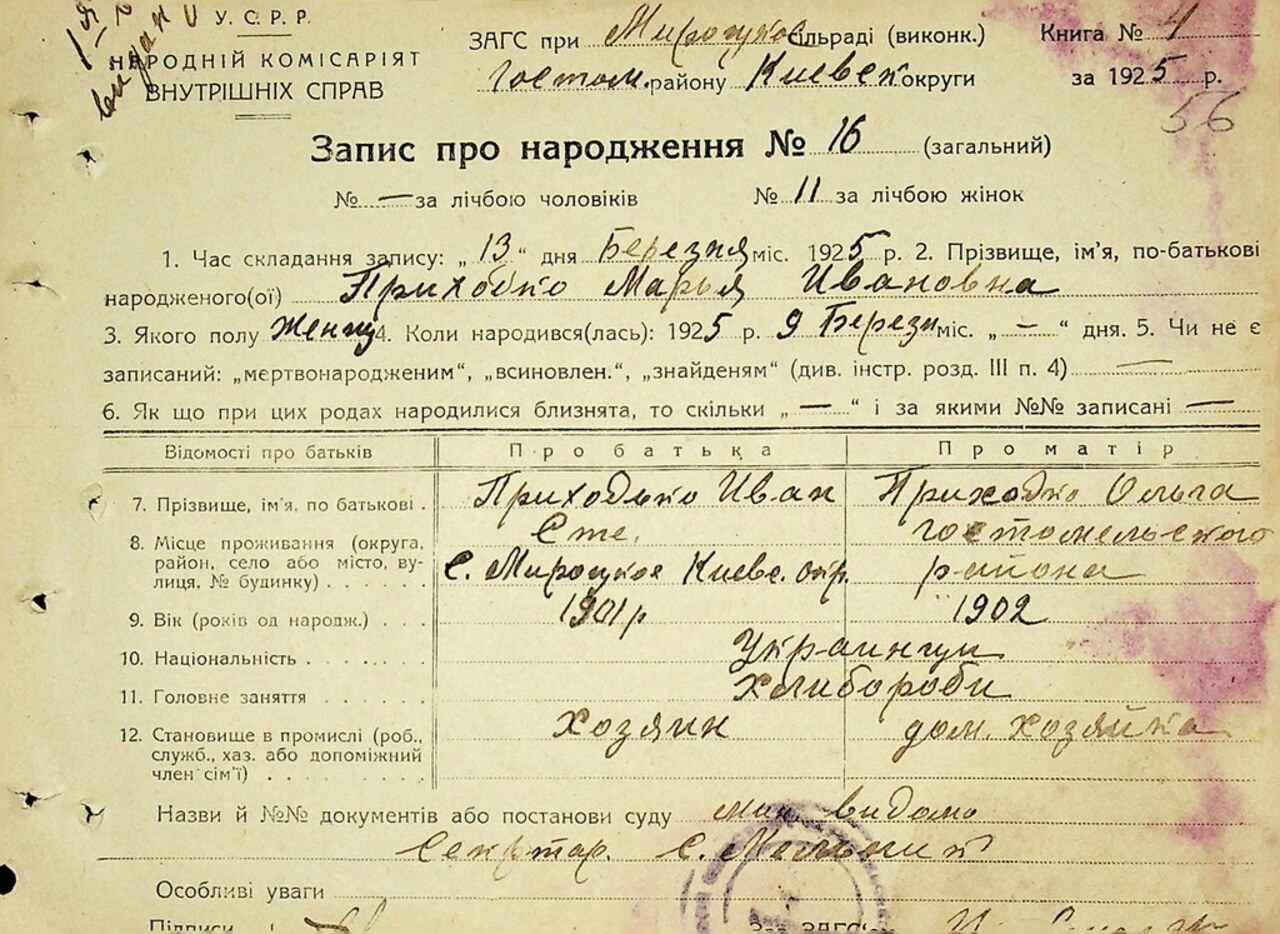 У. С. Р. Р.
НАРОДНІЙ КОМІСАРІЯТ
ВНУТРІШНІХ СПРАВ
ЗАГС при Мироцкой сільраді (виконк.) Книга №
Гостом. району Киевск округи за 1925 р.
56
Запис про народження № 16 (загальний)
№ — за лічбою чоловіків № 11 за лічбою жінок
1. Час складання запису: „ 13 “ дня Березня міс. 1925 р. 2. Прізвище, ім’я, по-батькові
народженого(ої) Приходько Марья Ивановна
3. Якого полу 4. Коли народився(лась): 1925 р. 9 Березн міс. „ — “ дня. 5. Чи не є
записаний: „мертвонародженим“, „всиновлен.“, „знайденям“ (див. інстр. розд. III п. 4) —
6. Як що при цих родах народилися близнята, то скільки „ — “ і за якими №№ записані —
Відомості про батьків Про батька Про матір
7. Прізвище, ім’я, по батькові . Приходько Иван Сте. Приходко Ольга
8. Місце проживання (округа, район, село або місто, вулиця, № будинку) . . . . . . С. Мироцкое Киевс. окр. гостомельского района
9. Вік (років од народж.) . . . 1901 р 1902
10. Національність . . . . . . . Украинци
11. Головне заняття . . . . . . Хлибороби
12. Становище в промислі (роб., служб., хаз. або допоміжний член сім’ї) . . . . . . . . . хозяин дом. хозяйка
Назви й №№ документів або постанови суду видомо
Секртар. С. Мельник
Особливі уваги
Підписи